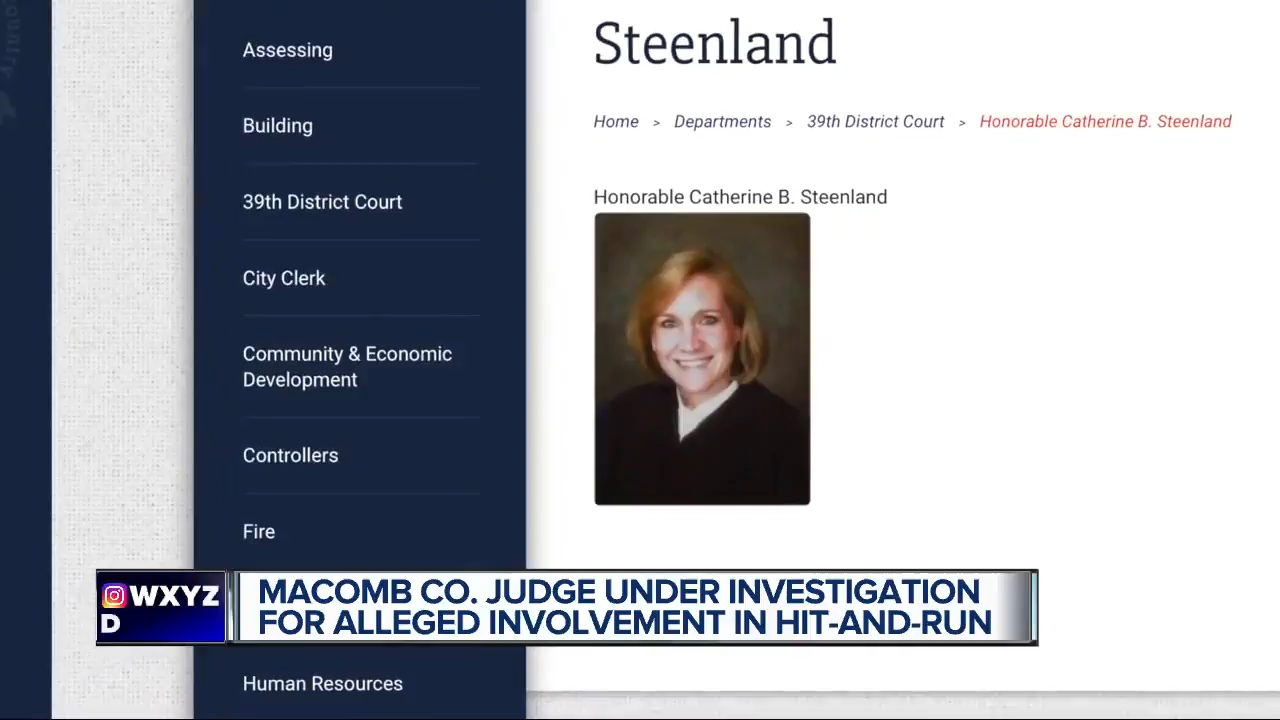 Steenland
Home > Departments > 39th District Court > Honorable Catherine B. Steenland
Honorable Catherine B. Steenland
Assessing
Building
39th District Court
City Clerk
Community & Economic
Development
Controllers
Fire
Human Resources
WXYZ
D
MACOMB CO. JUDGE UNDER INVESTIGATION
FOR ALLEGED INVOLVEMENT IN HIT-AND-RUN